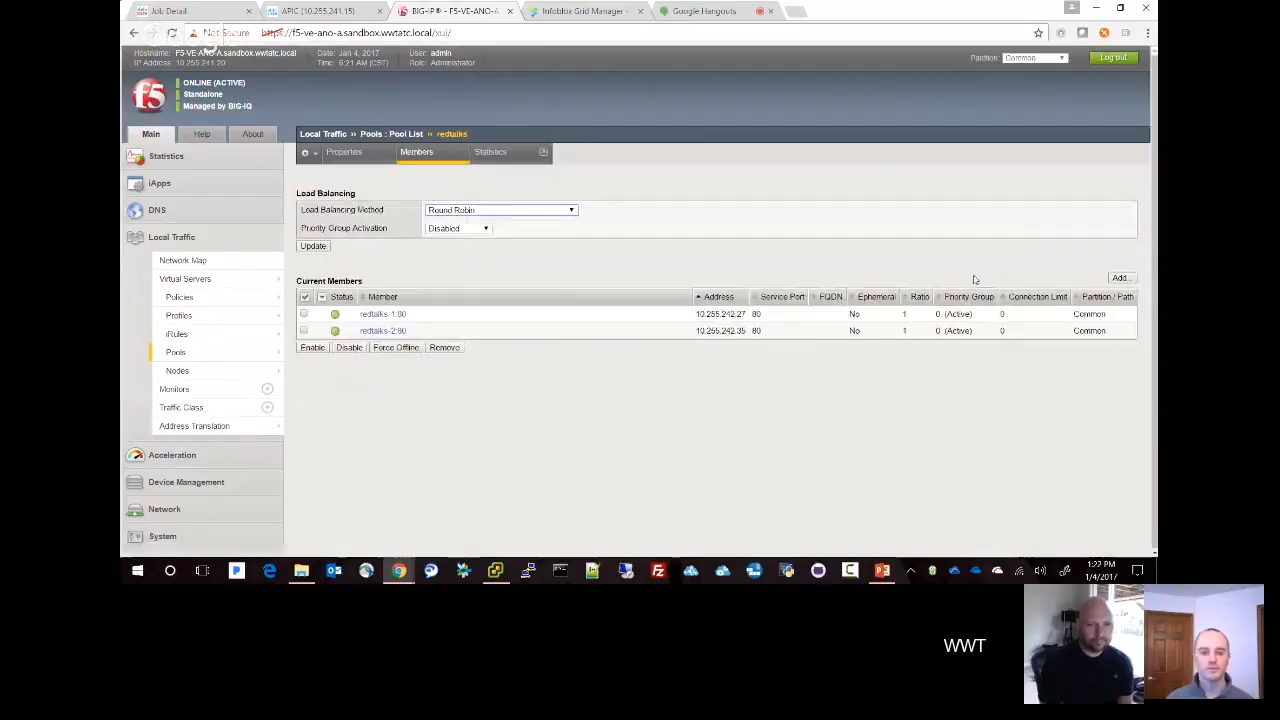 Job Detail × APIC (10.255.241.15) × BIG-IP® - F5-VE-ANO-A × Infoblox Grid Manager - × Google Hangouts ×
Not Secure https://f5-ve-ano-a.sandbox.wwtatc.local/xui/
Hostname: F5-VE-ANO-A.sandbox.wwtatc.local Date: Jan 4, 2017 User: admin
IP Address: 10.255.241.20 Time: 6:21 AM (CST) Role: Administrator
Partition: Common Log out
f5
ONLINE (ACTIVE)
Standalone
Managed by BIG-IQ
Main Help About
Local Traffic » Pools : Pool List » redtalks
Properties Members Statistics
Statistics
iApps
DNS
Local Traffic
Network Map
Virtual Servers
Policies
Profiles
iRules
Pools
Nodes
Monitors
Traffic Class
Address Translation
Acceleration
Device Management
Network
System
Load Balancing
Load Balancing Method Round Robin
Priority Group Activation Disabled
Update
Current Members Add...
Status Member Address Service Port FQDN Ephemeral Ratio Priority Group Connection Limit Partition / Path
redtalks-1:80 10.255.242.27 80 No 1 0 (Active) 0 Common
redtalks-2:80 10.255.242.35 80 No 1 0 (Active) 0 Common
Enable Disable Force Offline Remove
1:22 PM
1/4/2017
WWT